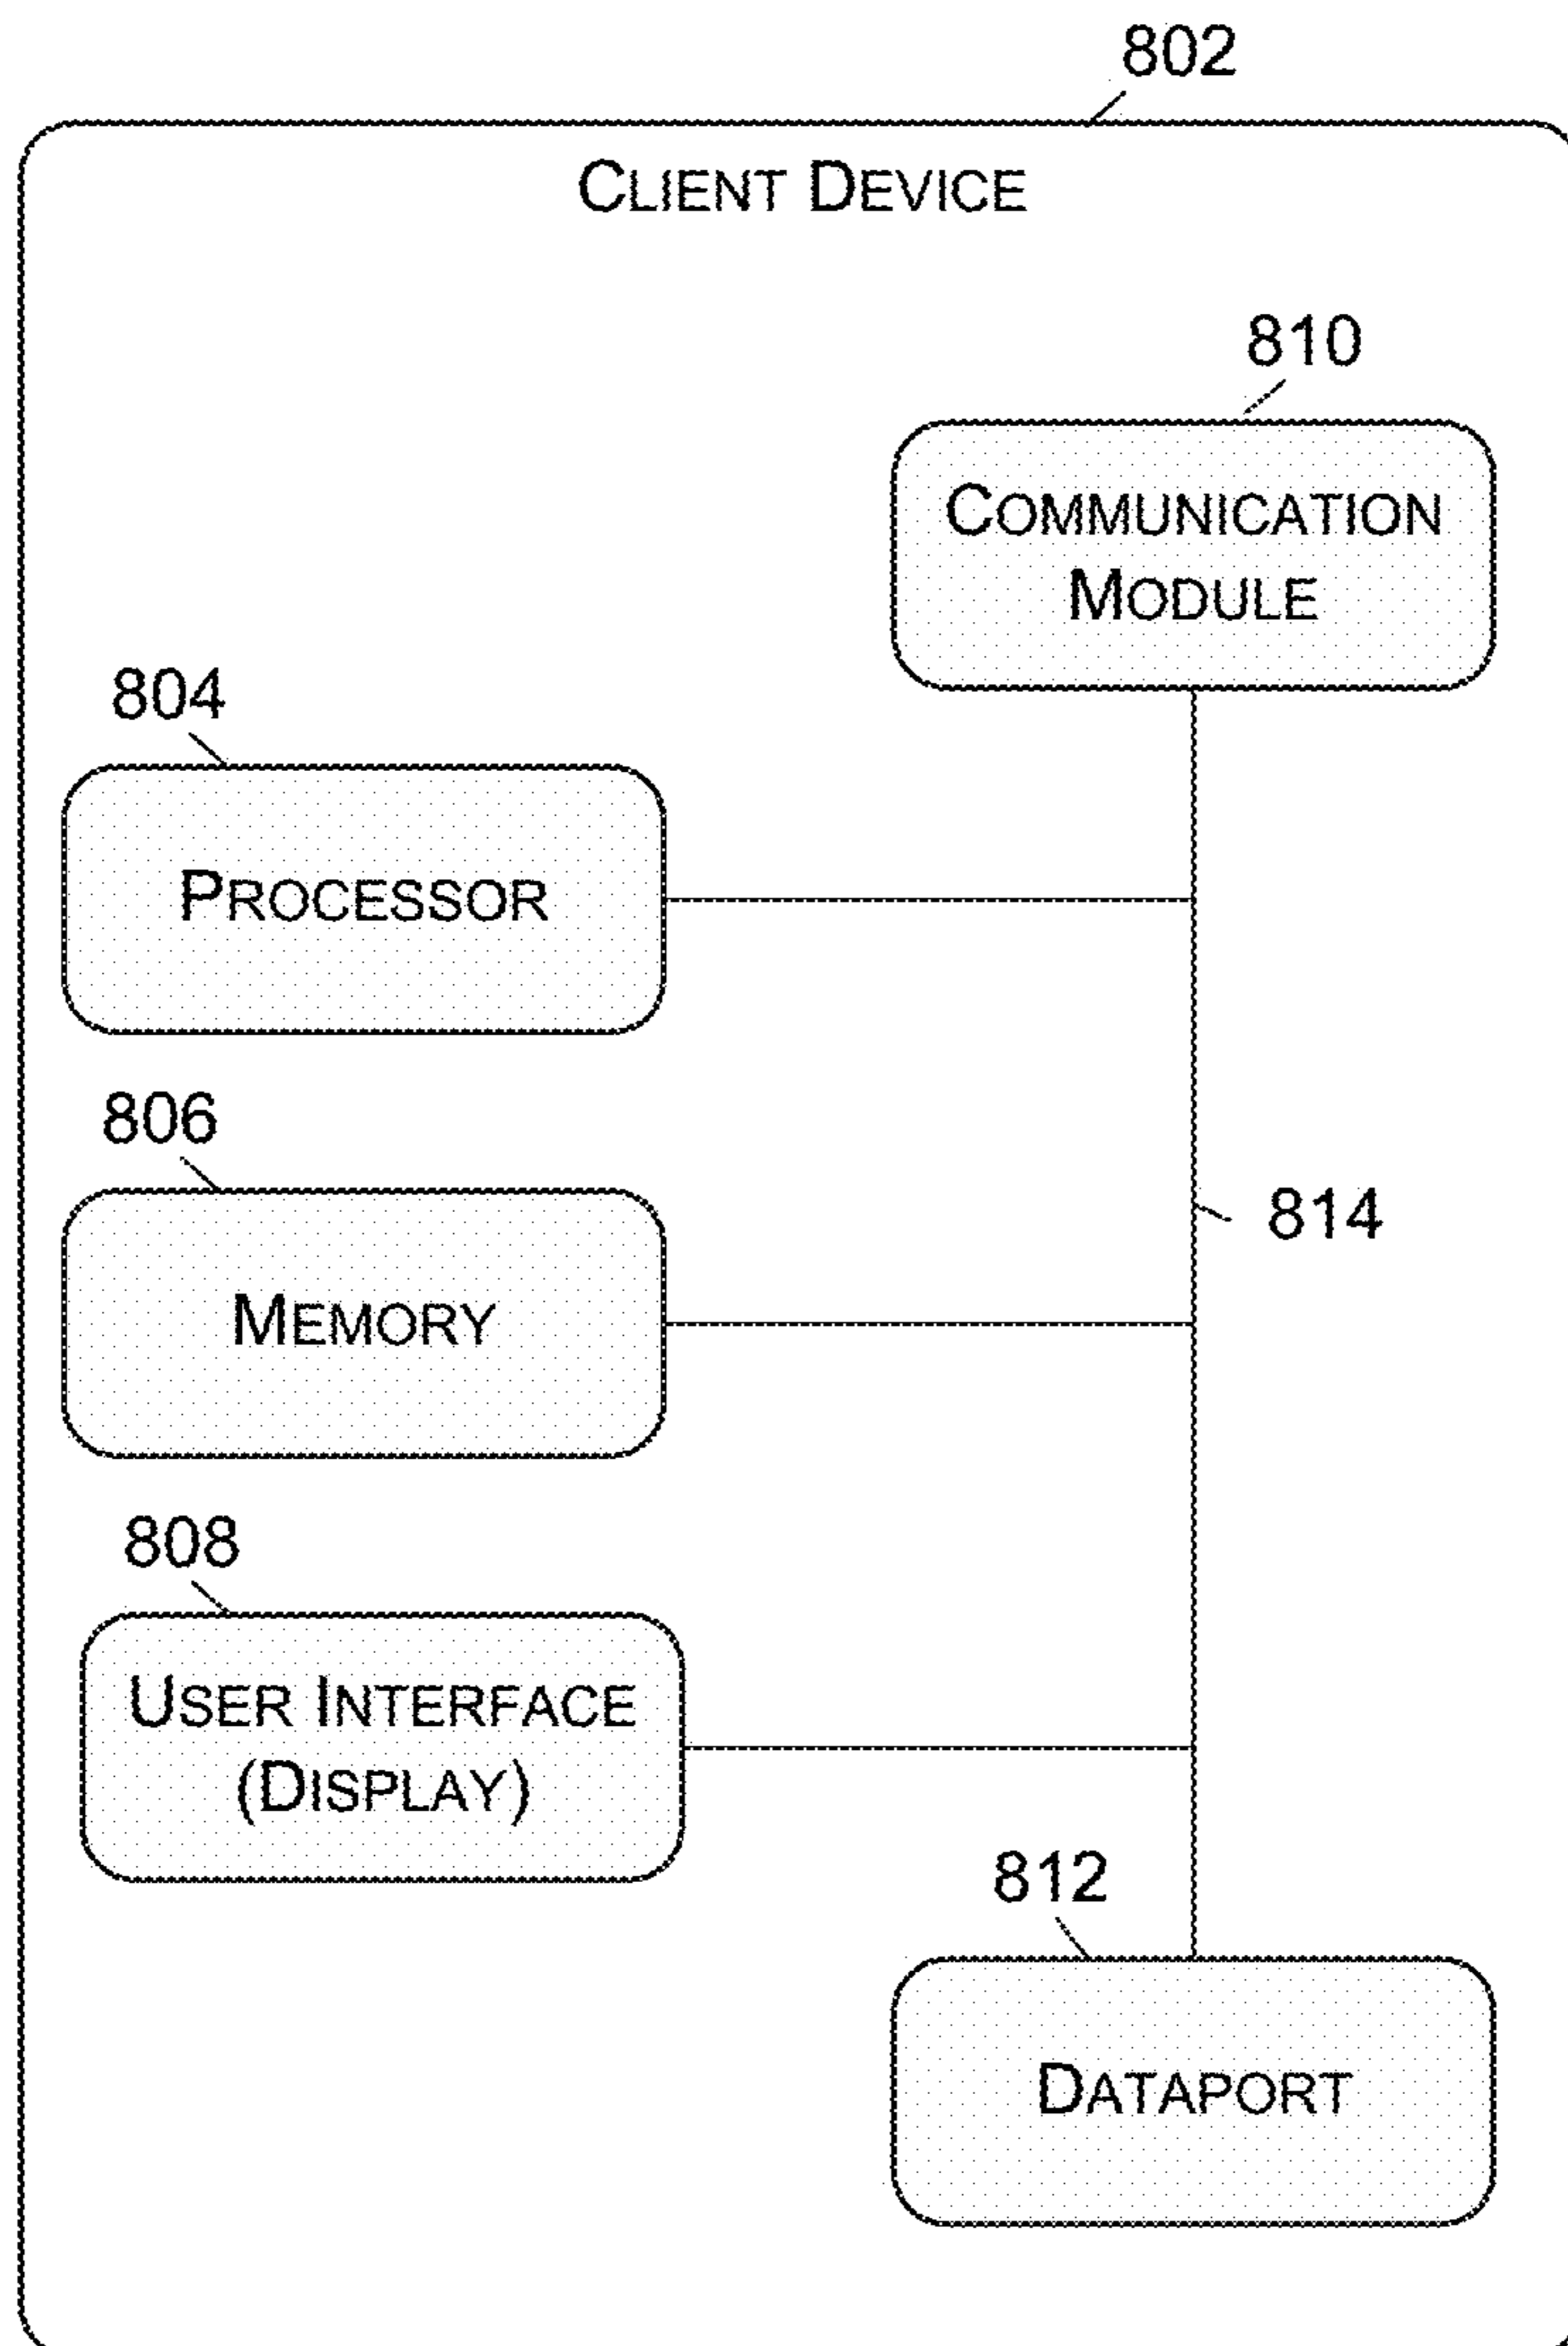 802
CLIENT DEVICE
810
COMMUNICATION
MODULE
804
PROCESSOR
806
MEMORY
814
808
USER INTERFACE
(DISPLAY)
812
DATAPORT